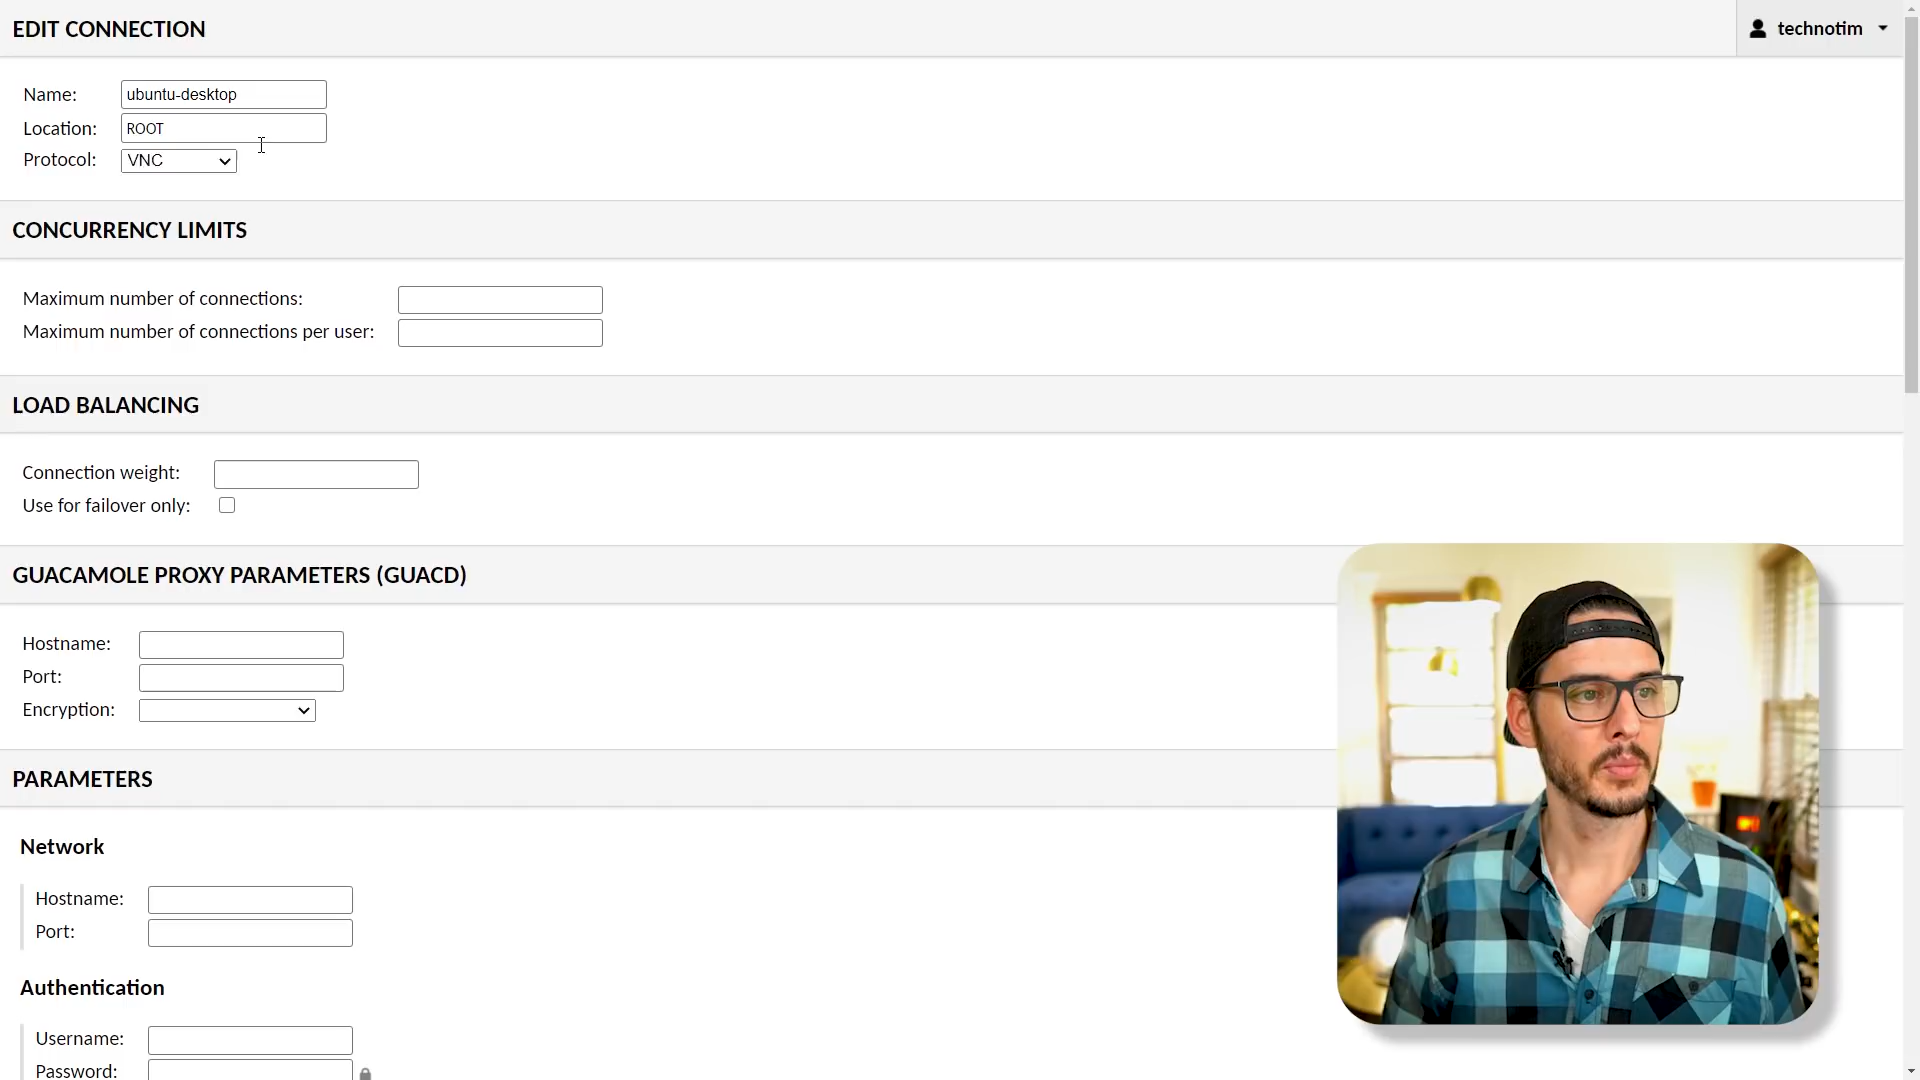 EDIT CONNECTION
technotim
Name: ubuntu-desktop
Location: ROOT
Protocol: VNC
CONCURRENCY LIMITS
Maximum number of connections:
Maximum number of connections per user:
LOAD BALANCING
Connection weight:
Use for failover only:
GUACAMOLE PROXY PARAMETERS (GUACD)
Hostname:
Port:
Encryption:
PARAMETERS
Network
Hostname:
Port:
Authentication
Username:
Password: